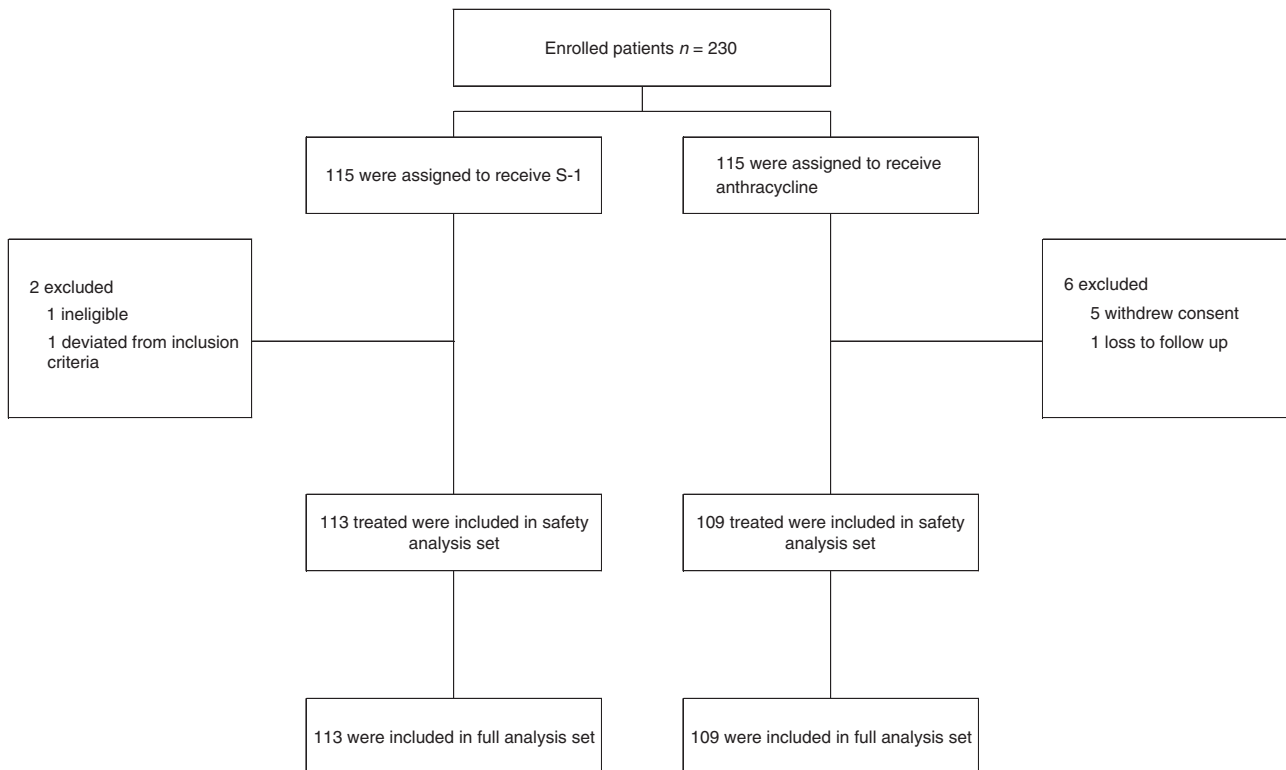 Enrolled patients n = 230
115 were assigned to receive S-1
115 were assigned to receive
anthracycline
2 excluded
1 ineligible
1 deviated from inclusion
criteria
6 excluded
5 withdrew consent
1 loss to follow up
113 treated were included in safety
analysis set
109 treated were included in safety
analysis set
113 were included in full analysis set
109 were included in full analysis set